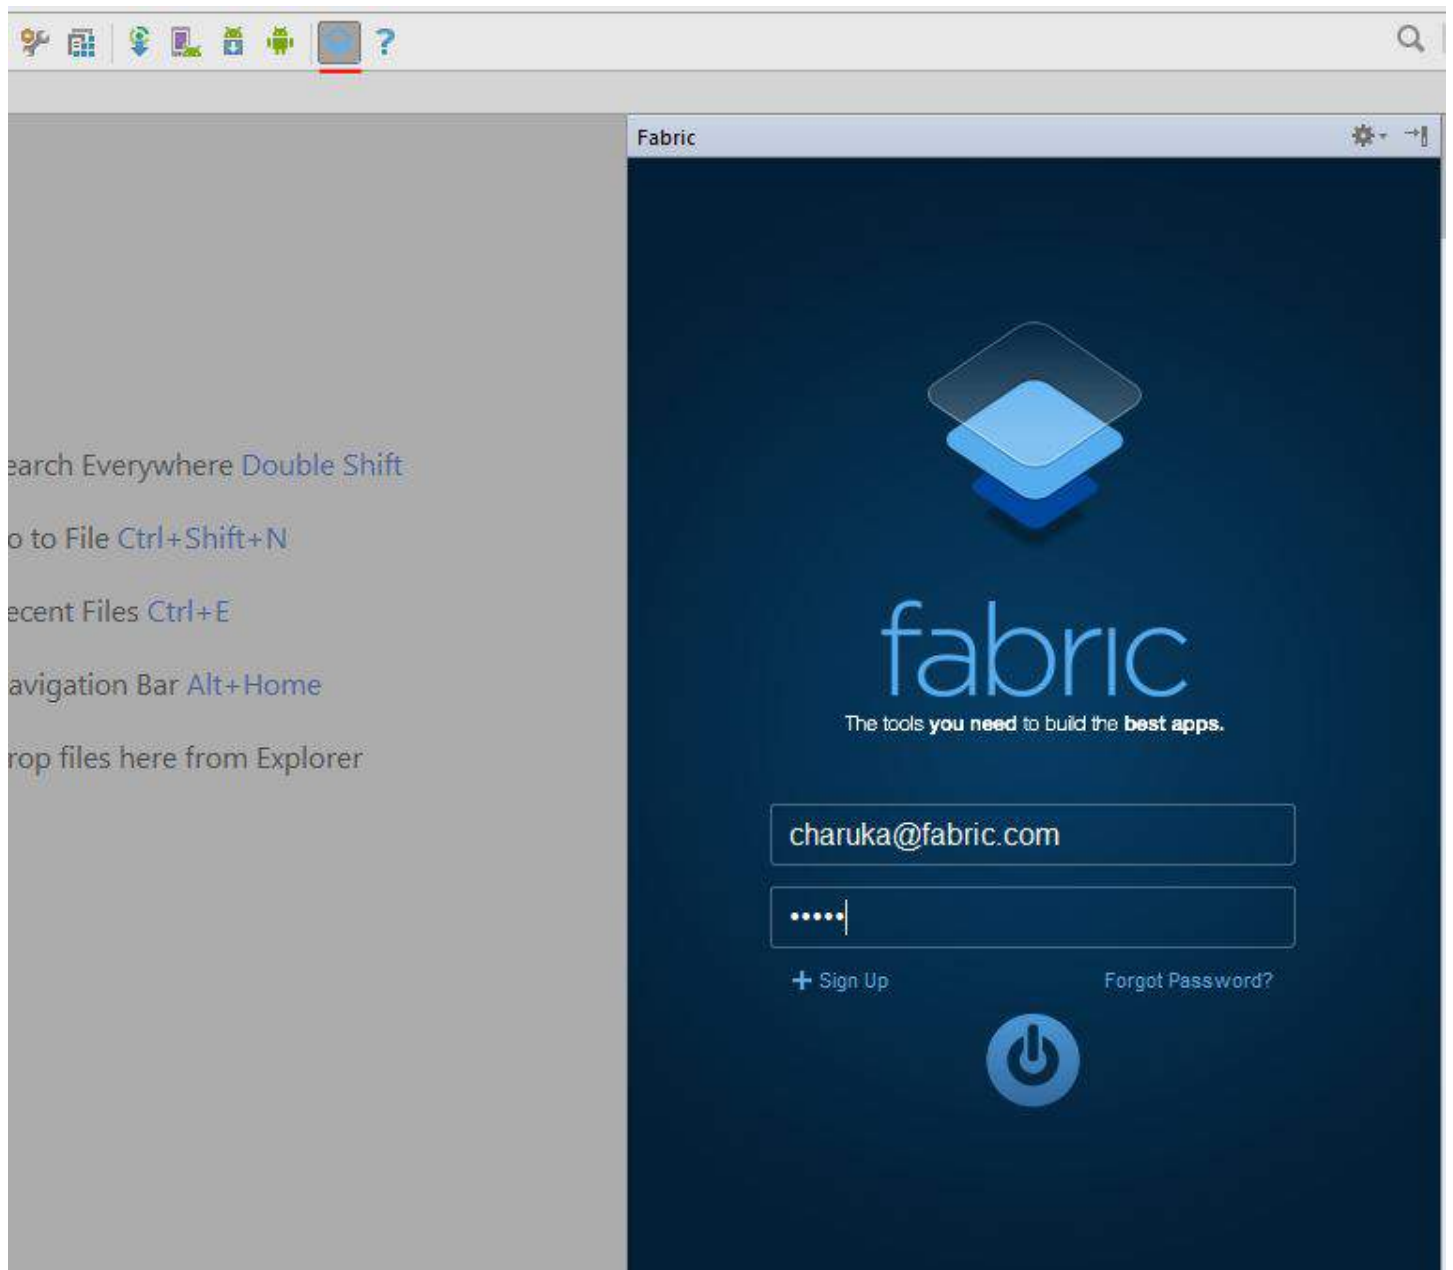 ?
Fabric
earch Everywhere Double Shift
o to File Ctrl+Shift+N
ecent Files Ctrl+E
avigation Bar Alt+Home
rop files here from Explorer
fabric
The tools you need to build the best apps.
charuka@fabric.com
•••••
+ Sign Up
Forgot Password?